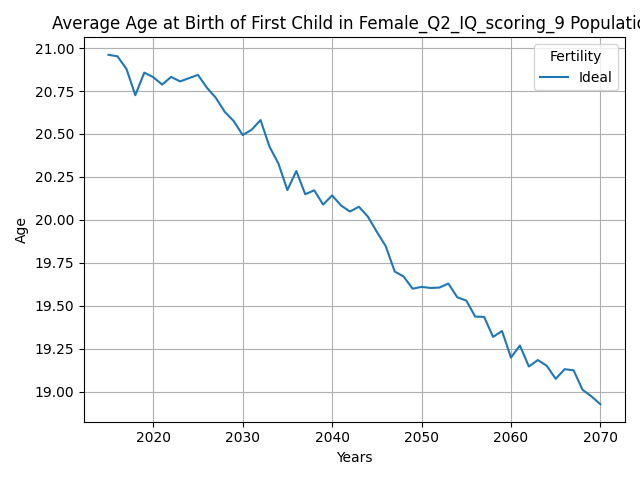 Average Age at Birth of First Child in Female_Q2_IQ_scoring_9 Populatio
Fertility
Ideal
21.00
20.75
20.50
20.25
20.00
19.75
19.50
19.25
19.00
Age
2020 2030 2040 2050 2060 2070
Years